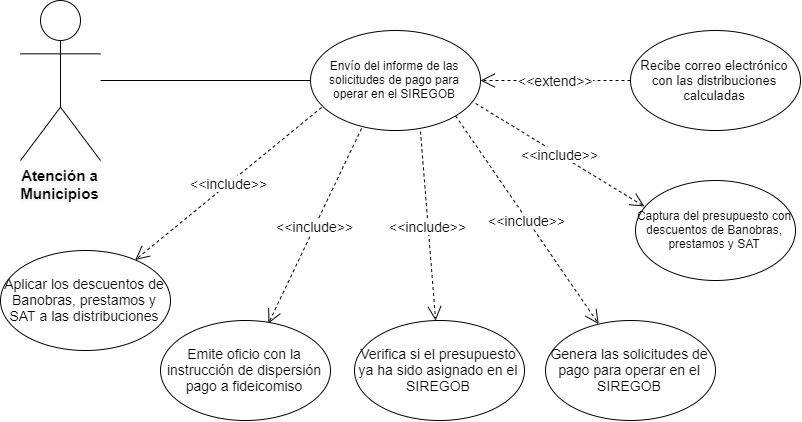 Envío del informe de las
solicitudes de pago para
operar en el SIREGOB
Recibe correo electrónico
con las distribuciones
calculadas
<<extend>>
Atención a
Municipios
<<include>>
<<include>>
<<include>>
<<include>>
<<include>>
Captura del presupuesto con
descuentos de Banobras,
prestamos y SAT
Aplicar los descuentos de
Banobras, prestamos y
SAT a las distribuciones
Emite oficio con la
instrucción de dispersión
pago a fideicomiso
Verifica si el presupuesto
ya ha sido asignado en el
SIREGOB
Genera las solicitudes de
pago para operar en el
SIREGOB